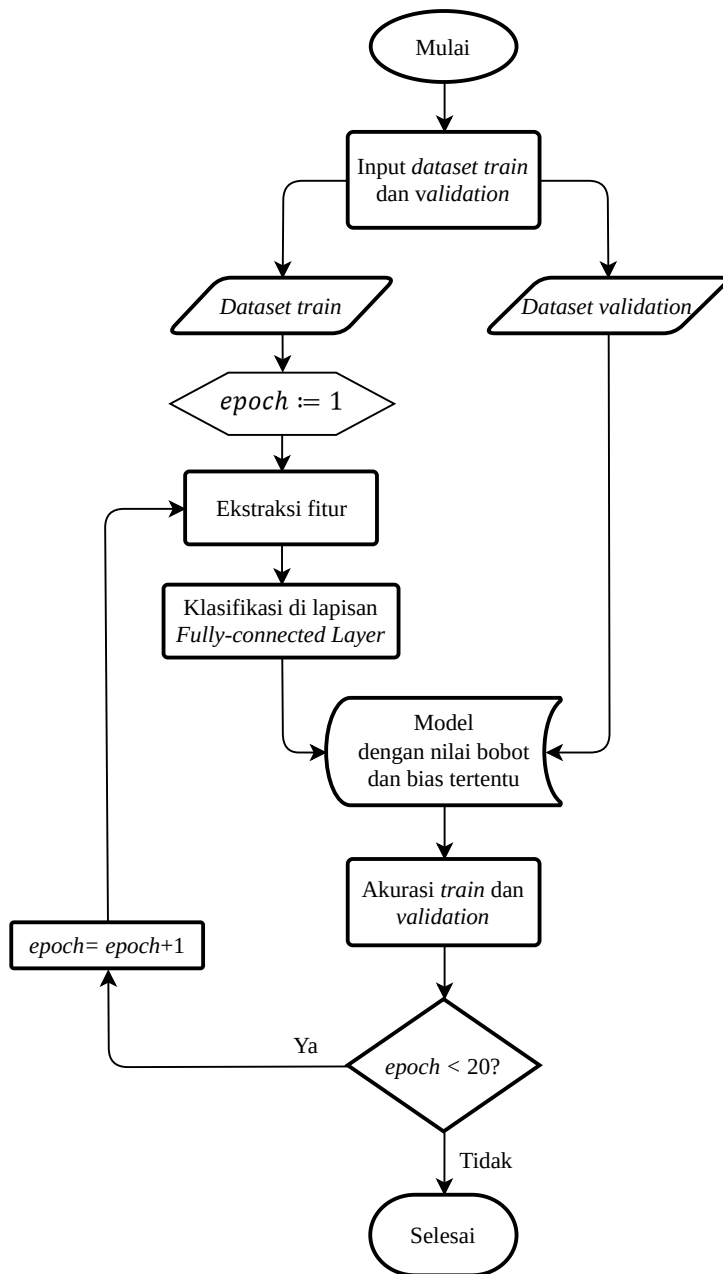 Mulai
Input dataset train
dan validation
Dataset train
Dataset validation
epoch ≔ 1
Ekstraksi fitur
Klasifikasi di lapisan
Fully-connected Layer
Model
dengan nilai bobot
dan bias tertentu
Akurasi train dan
validation
epoch= epoch+1
Ya
epoch < 20?
Tidak
Selesai